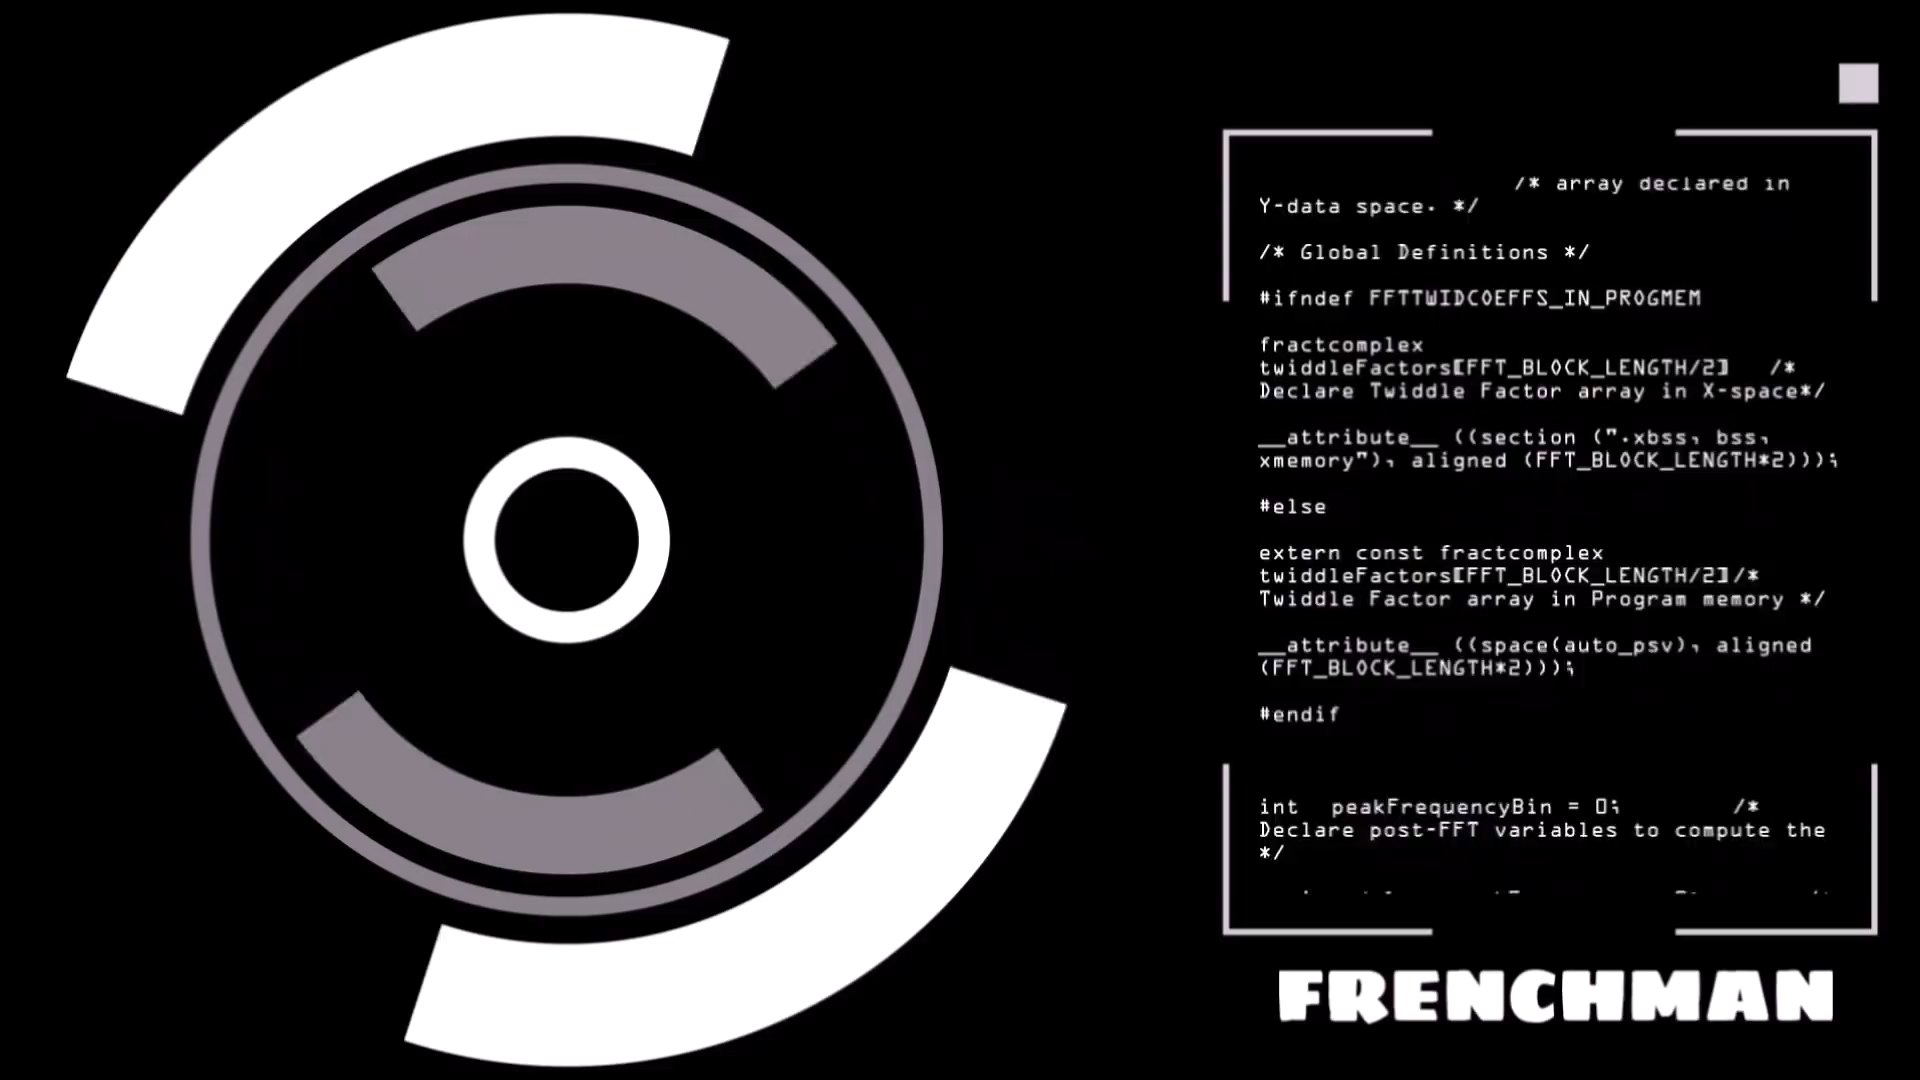 /* array declared in
Y-data space. */
/* Global Definitions */
#ifndef FFTTWIDCOEFFS_IN_PROGMEM
fractcomplex
twiddleFactors[FFT_BLOCK_LENGTH/2] /*
Declare Twiddle Factor array in X-space*/
__attribute__ ((section (".xbss, bss,
xmemory"), aligned (FFT_BLOCK_LENGTH*2)));
#else
extern const fractcomplex
twiddleFactors[FFT_BLOCK_LENGTH/2]/*
Twiddle Factor array in Program memory */
__attribute__ ((space(auto_psv), aligned
(FFT_BLOCK_LENGTH*2)));
#endif
int peakFrequencyBin = 0; /*
Declare post-FFT variables to compute the
*/
FRENCHMAN